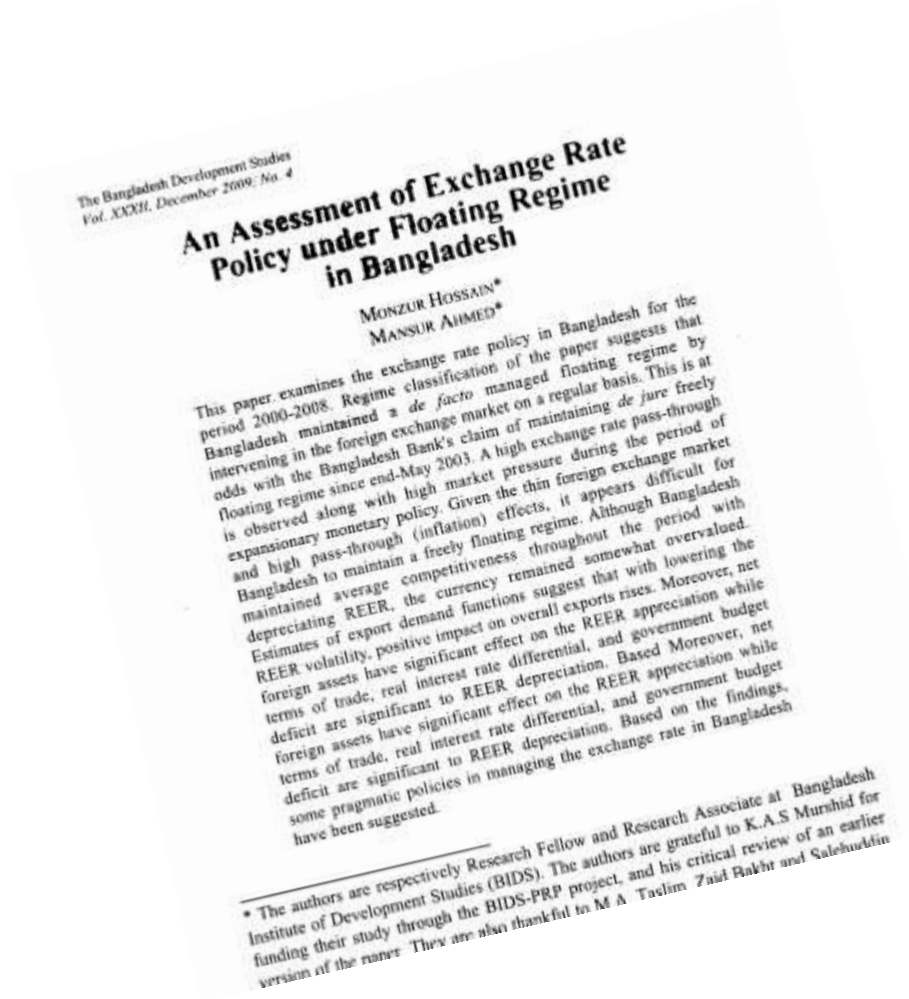 The Bangladesh Development Studies
Vol. XXXII, December 2009, No. 4
An Assessment of Exchange Rate
Policy under Floating Regime
in Bangladesh
MONZUR HOSSAIN*
MANSUR AHMED*
This paper examines the exchange rate policy in Bangladesh for the
period 2000-2008. Regime classification of the paper suggests that
Bangladesh maintained a de facto managed floating regime by
intervening in the foreign exchange market on a regular basis. This is at
odds with the Bangladesh Bank's claim of maintaining de jure freely
floating regime since end-May 2003. A high exchange rate pass-through
is observed along with high market pressure during the period of
expansionary monetary policy. Given the thin foreign exchange market
and high pass-through (inflation) effects, it appears difficult for
Bangladesh to maintain a freely floating regime. Although Bangladesh
maintained average competitiveness throughout the period with
depreciating REER, the currency remained somewhat overvalued.
Estimates of export demand functions suggest that with lowering the
REER volatility, positive impact on overall exports rises. Moreover, net
foreign assets have significant effect on the REER appreciation while
terms of trade, real interest rate differential, and government budget
deficit are significant to REER depreciation. Based Moreover, net
foreign assets have significant effect on the REER appreciation while
terms of trade, real interest rate differential, and government budget
deficit are significant to REER depreciation. Based on the findings,
some pragmatic policies in managing the exchange rate in Bangladesh
have been suggested.
* The authors are respectively Research Fellow and Research Associate at Bangladesh
Institute of Development Studies (BIDS). The authors are grateful to K.A.S Murshid for
funding their study through the BIDS-PRP project, and his critical review of an earlier
version of the paper. They are also thankful to M.A. Taslim, Zaid Bakht and Salehuddin